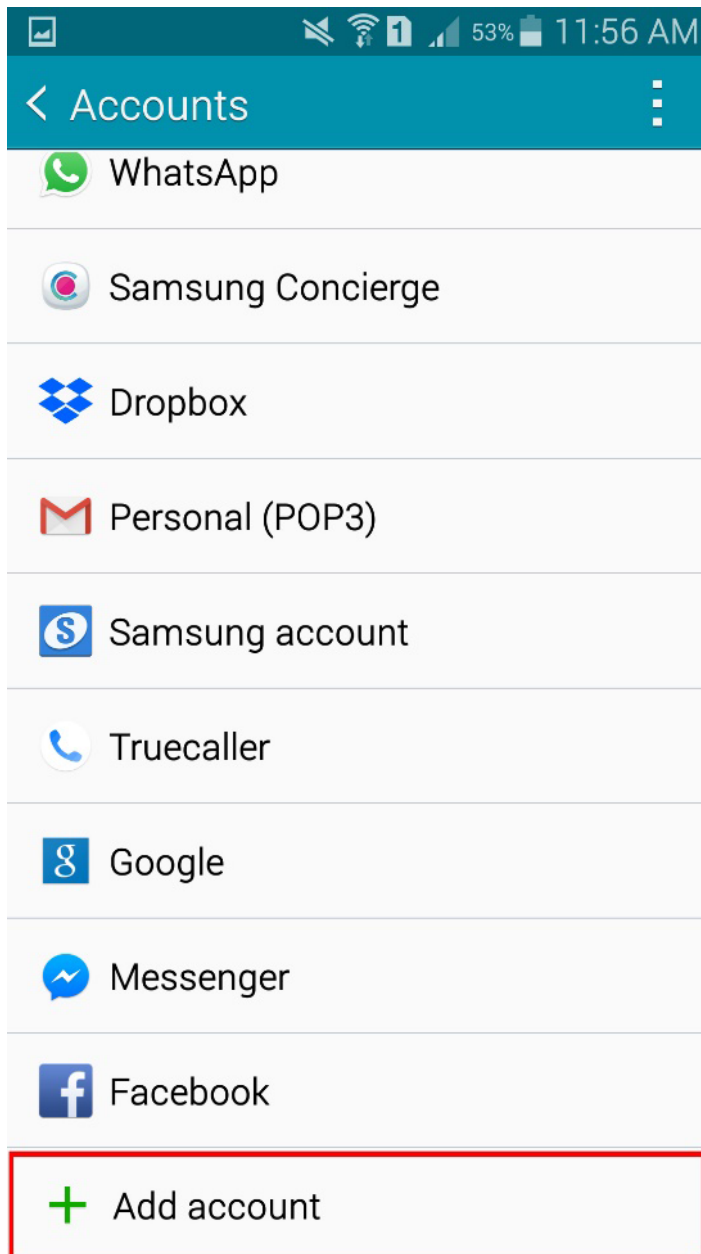 1 53% 11:56 AM
Accounts
WhatsApp
Samsung Concierge
Dropbox
Personal (POP3)
Samsung account
Truecaller
Google
Messenger
Facebook
Add account